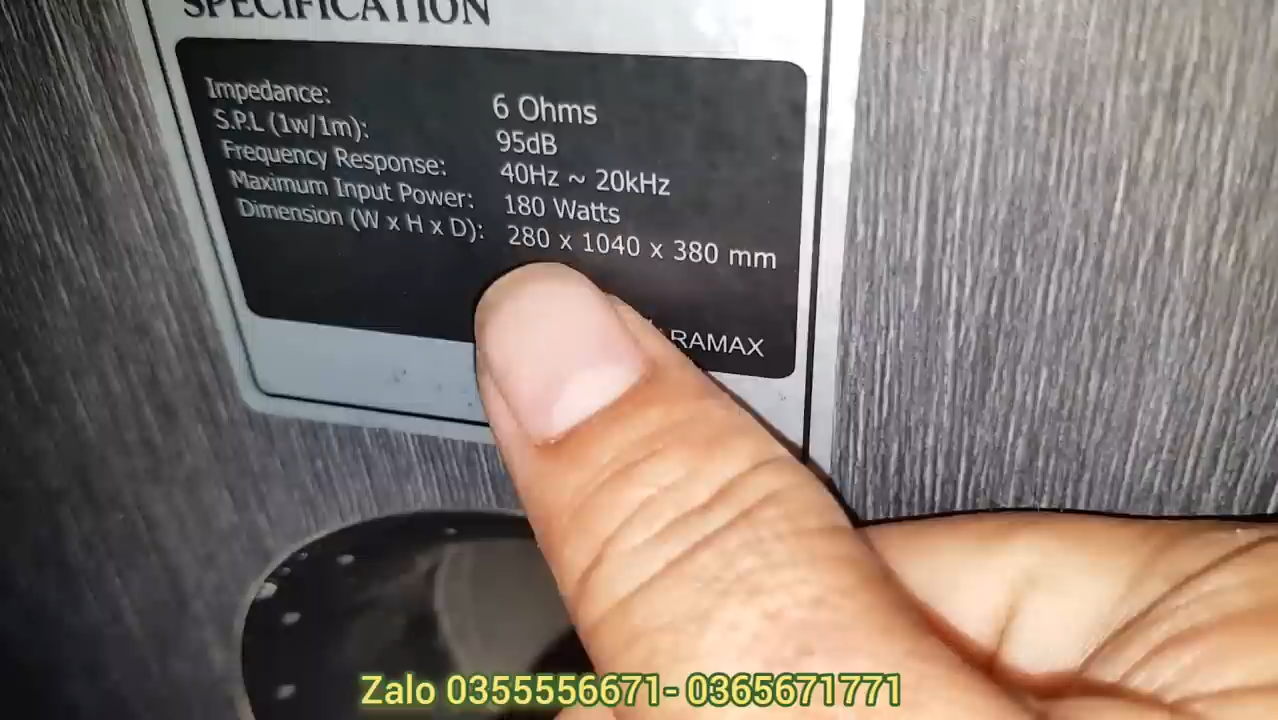 SPECIFICATION
Impedance: 6 Ohms
S.P.L (1w/1m): 95dB
Frequency Response: 40Hz ~ 20kHz
Maximum Input Power: 180 Watts
Dimension (W x H x D): 280 x 1040 x 380 mm
RAMAX
Zalo 0355556671- 0365671771